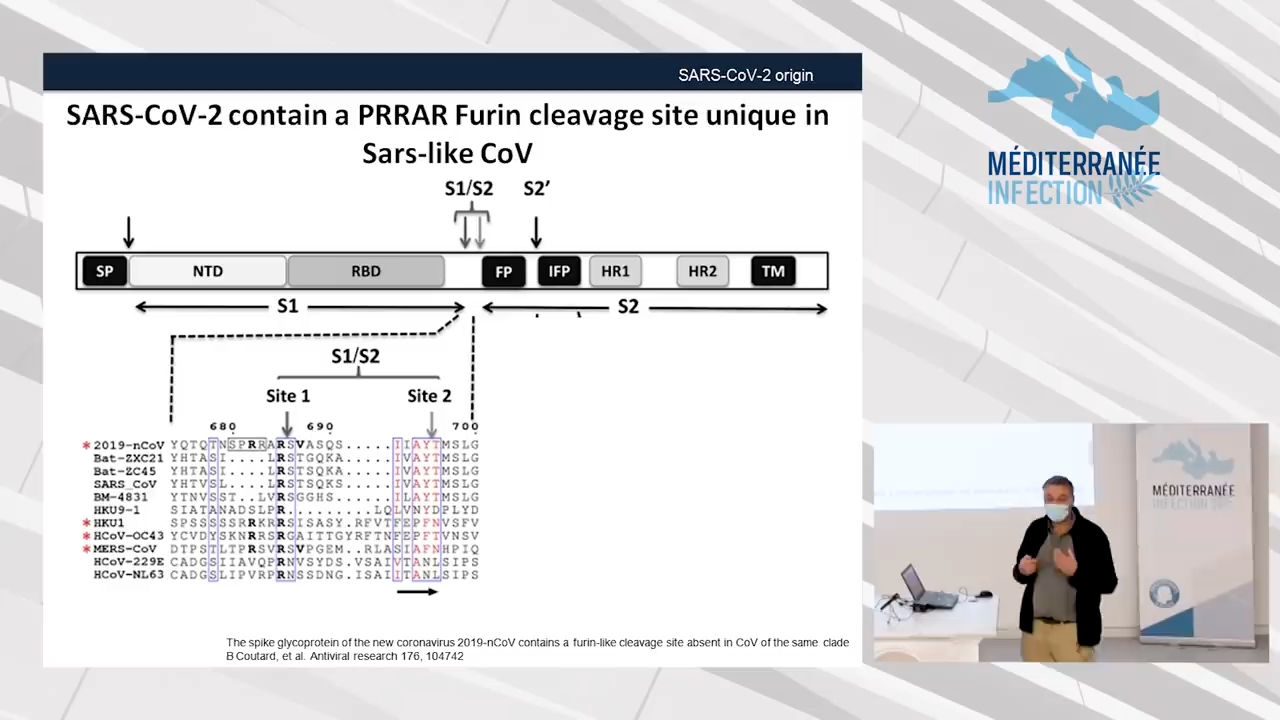 SARS-CoV-2 origin
SARS-CoV-2 contain a PRRAR Furin cleavage site unique in
Sars-like CoV
S1/S2 S2’
SP NTD RBD FP IFP HR1 HR2 TM
S1 S2
S1/S2
Site 1 Site 2
680 690 700
* 2019-nCoV YQTQTNSPRRARSVASQS.....IIAYTMSLG
Bat-ZXC21 YHTASI....LRSTGQKA.....IVAYTMSLG
Bat-ZC45 YHTASI....LRSTSQKA.....IVAYTMSLG
SARS_CoV YHTVSL....LRSTSQKS.....IVAYTMSLG
BM-4831 YTNVSST..LVRSGGHS......ILAYTMSLG
HKU9-1 SIATANADSLPR........LQLVNYDPLYD
* HKU1 SPSSSSSRKRRSISASY.RFVTFEPFNVSFV
* HCoV-OC43 YCVDYSKNRRSRGAITTGYRFTNFEPFTVNSV
* MERS-CoV DTPSTLTPRSVRSVPGEM..RLASIAFNHPIQ
HCoV-229E CADGSIIAVQPRNVSYDS.VSAIVTANLSIPS
HCoV-NL63 CADGSLIPVRPRNSSDNG.ISAIITANLSIPS
The spike glycoprotein of the new coronavirus 2019-nCoV contains a furin-like cleavage site absent in CoV of the same clade
B Coutard, et al. Antiviral research 176, 104742
MÉDITERRANÉE
INFECTION
MÉDITERRANÉE
INFECTION